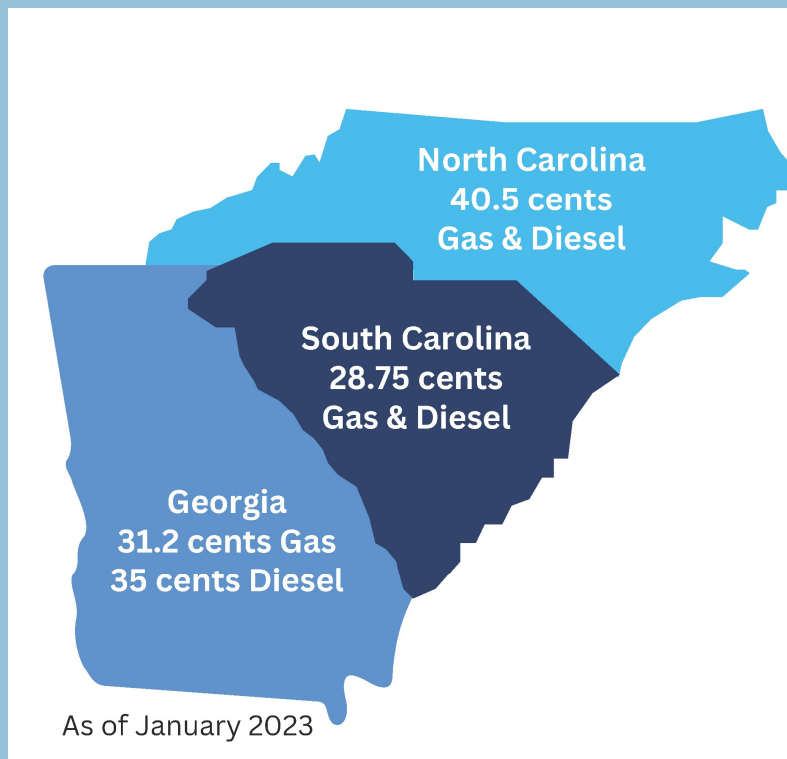 North Carolina
40.5 cents
Gas & Diesel
South Carolina
28.75 cents
Gas & Diesel
Georgia
31.2 cents Gas
35 cents Diesel
As of January 2023